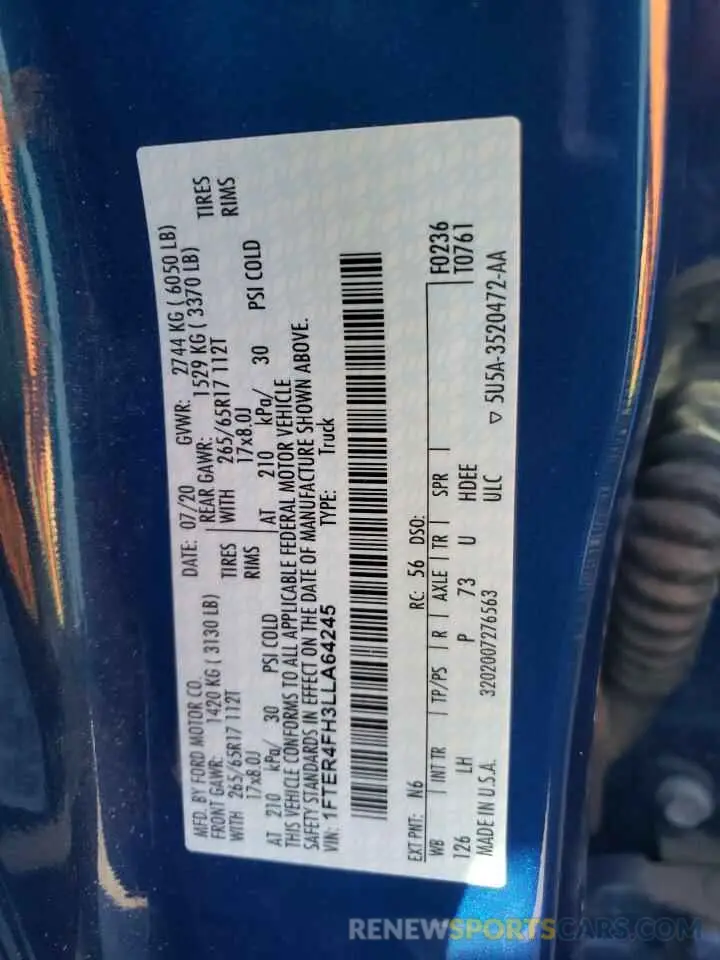 MFD. BY FORD MOTOR CO.
DATE: 07/20 GVWR: 2744 KG ( 6050 LB)
FRONT GAWR: 1420 KG ( 3130 LB) REAR GAWR: 1529 KG ( 3370 LB)
WITH 265/65R17 112T TIRES WITH 265/65R17 112T TIRES
17x8.0J RIMS 17x8.0J RIMS
AT 210 kPa/ 30 PSI COLD AT 210 kPa/ 30 PSI COLD
THIS VEHICLE CONFORMS TO ALL APPLICABLE FEDERAL MOTOR VEHICLE
SAFETY STANDARDS IN EFFECT ON THE DATE OF MANUFACTURE SHOWN ABOVE.
VIN: 1FTER4FH3LLA64245 TYPE: Truck
EXT PNT: N6 RC: 56 DSO: F0236
WB INT TR TP/PS R AXLE TR SPR T0761
126 LH P 73 U HDEE
MADE IN U.S.A. 3202007276563 ULC ▽ 5U5A-3520472-AA
RENEWSPORTSCARS.COM